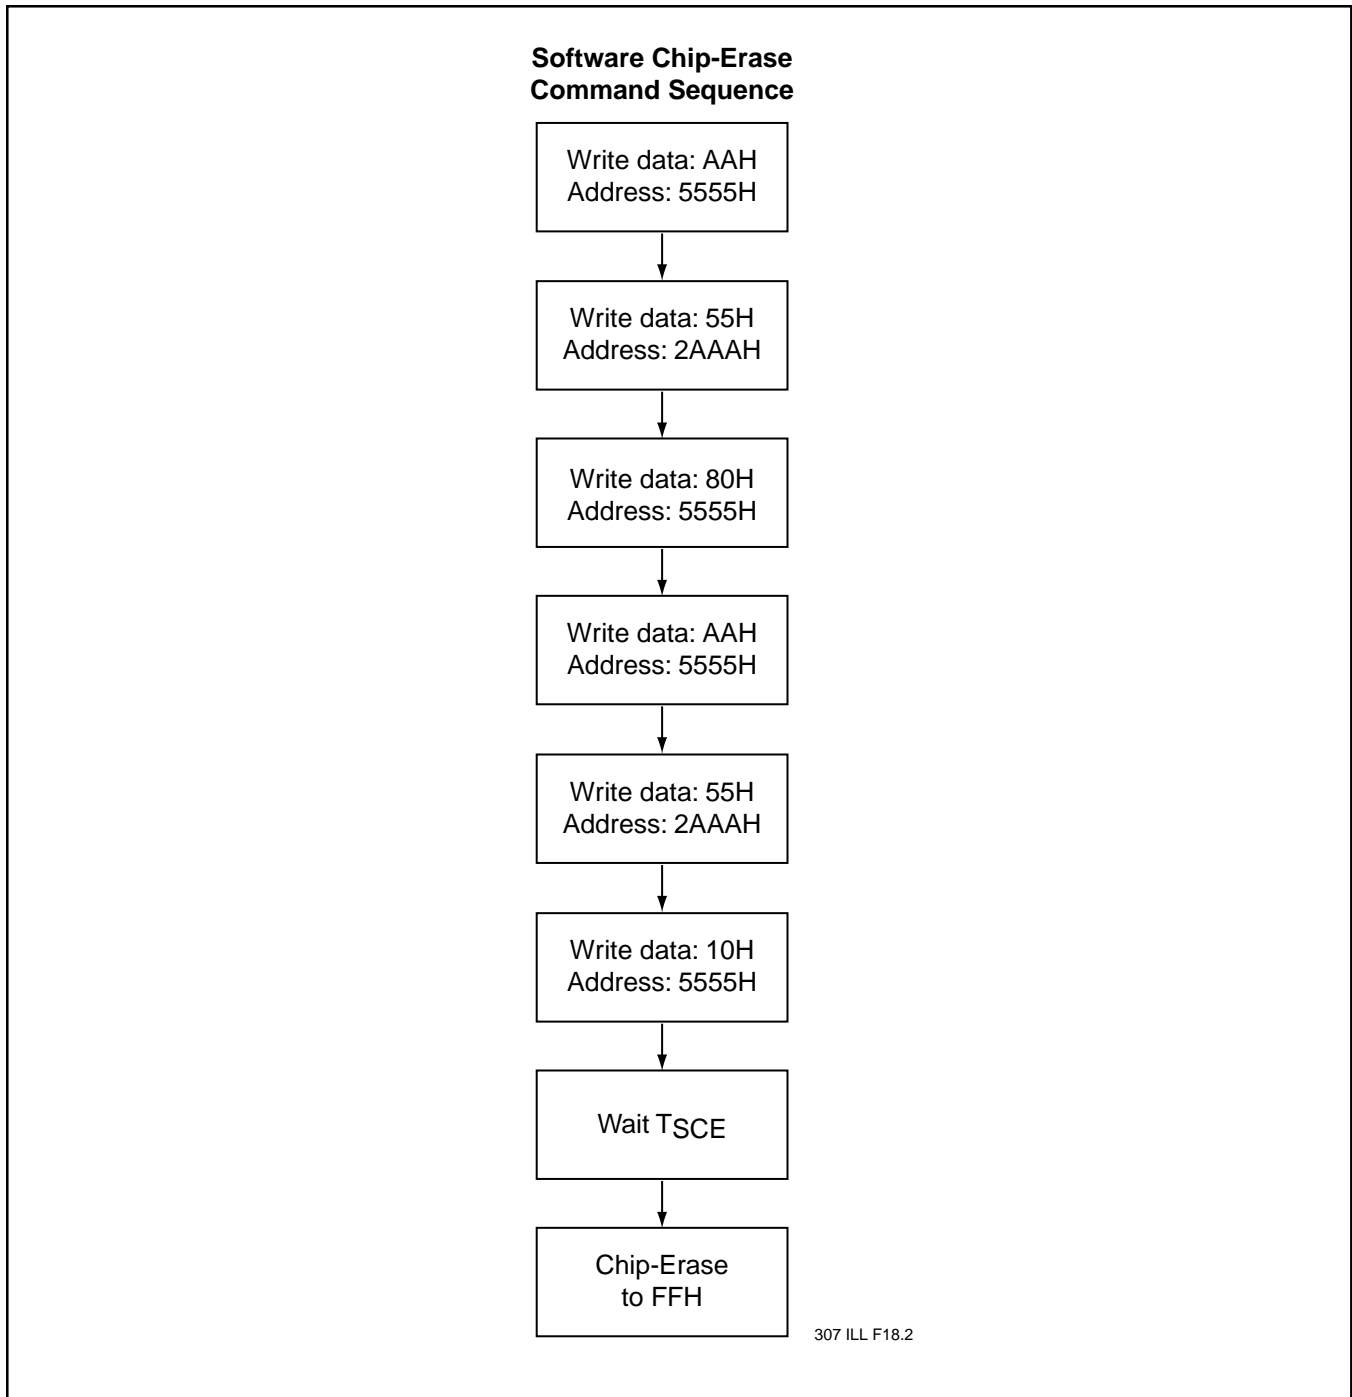 Software Chip-Erase
Command Sequence
Write data: AAH
Address: 5555H
Write data: 55H
Address: 2AAAH
Write data: 80H
Address: 5555H
Write data: AAH
Address: 5555H
Write data: 55H
Address: 2AAAH
Write data: 10H
Address: 5555H
Wait TSCE
Chip-Erase
to FFH
307 ILL F18.2